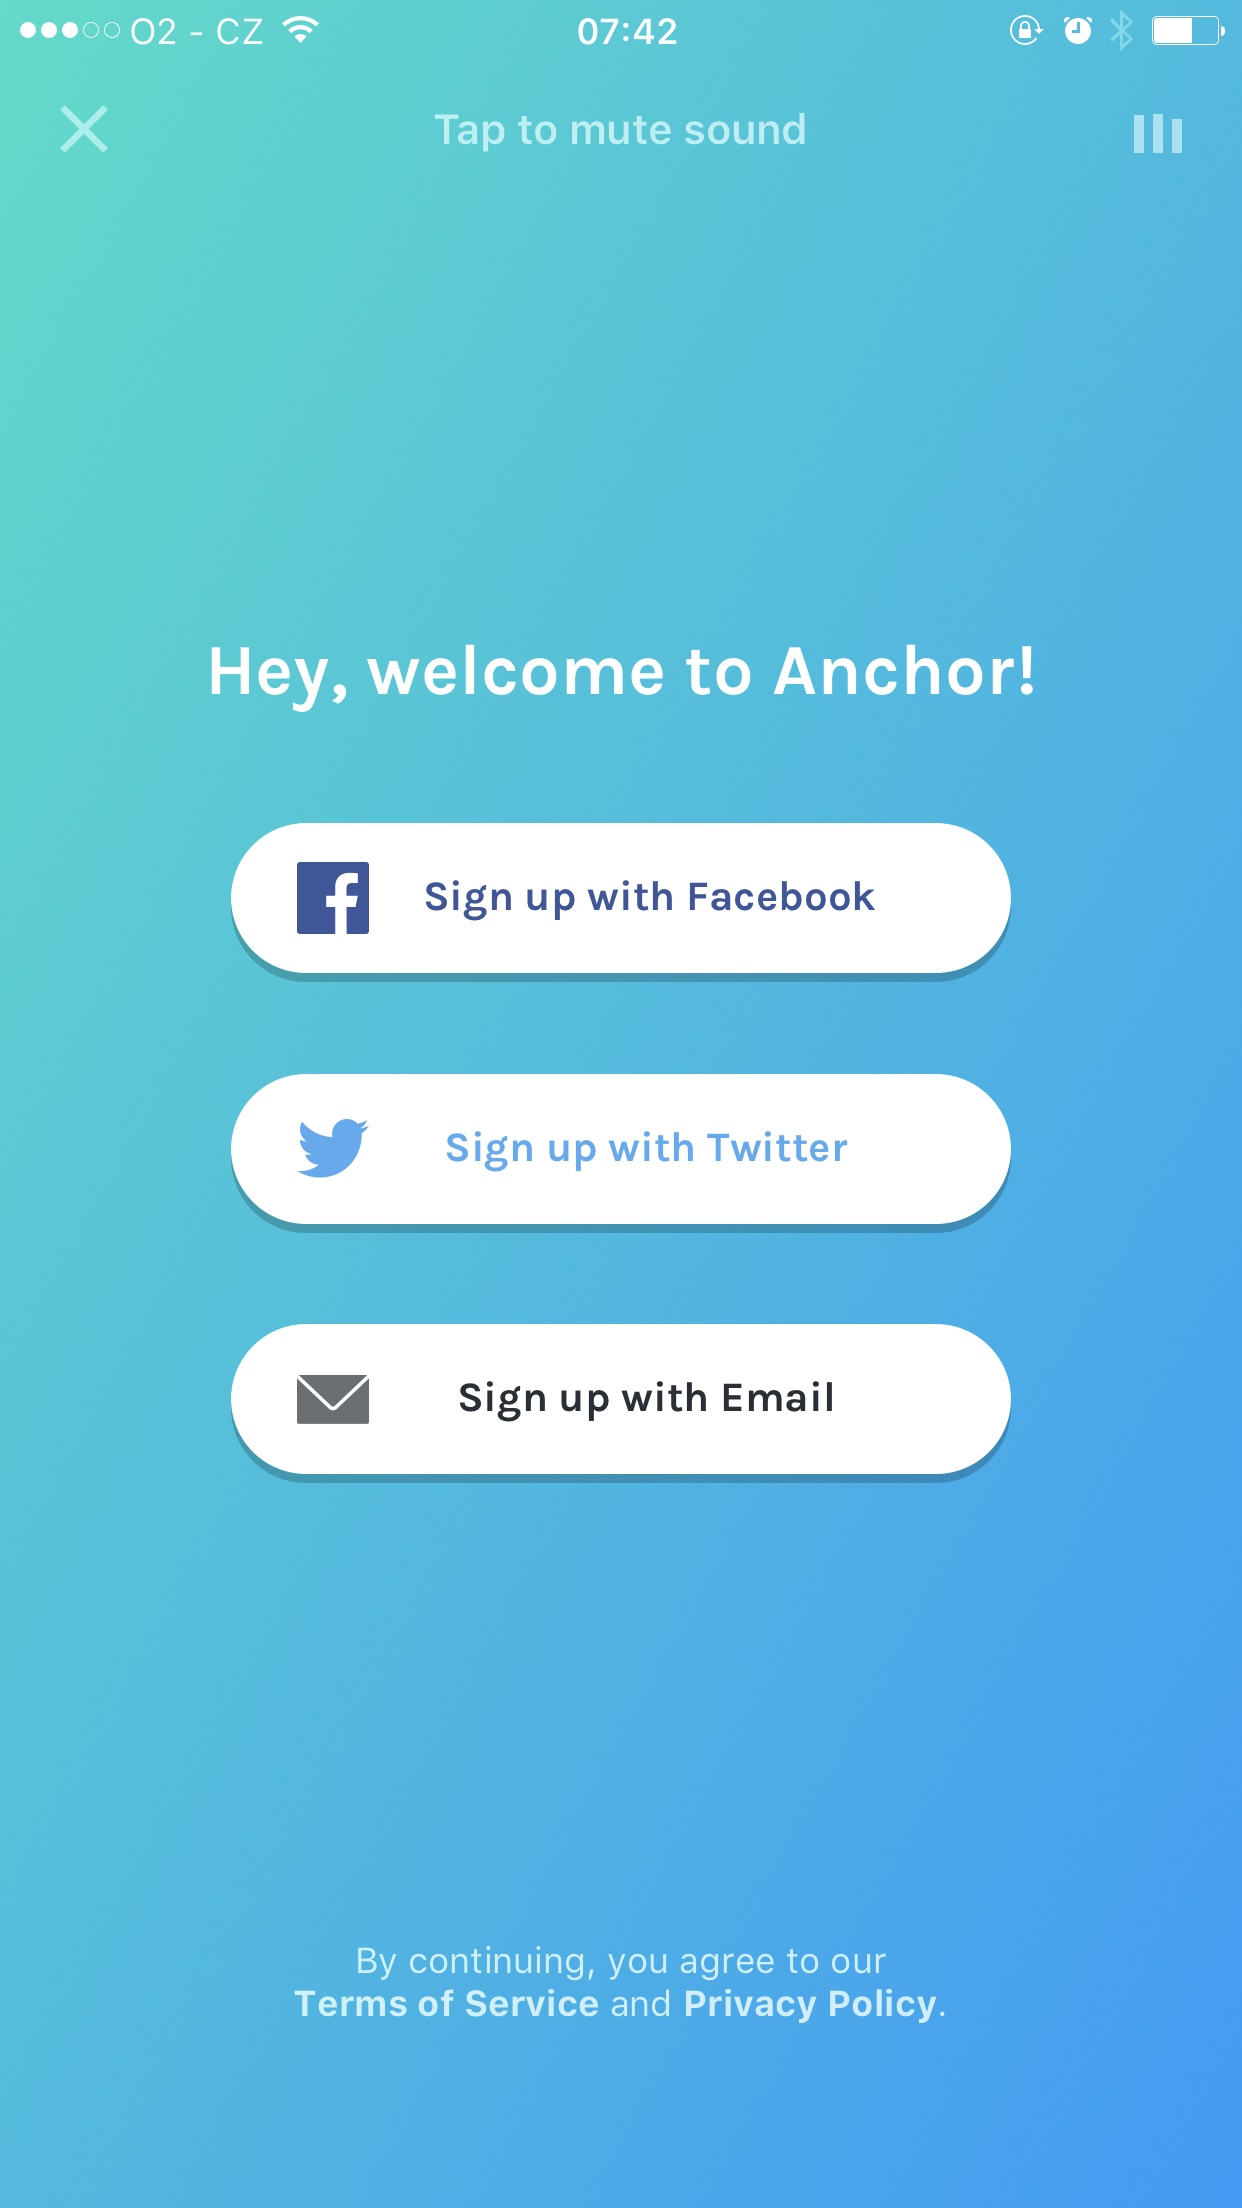 O2 - CZ 07:42
Tap to mute sound
Hey, welcome to Anchor!
Sign up with Facebook
Sign up with Twitter
Sign up with Email
By continuing, you agree to our
Terms of Service and Privacy Policy.